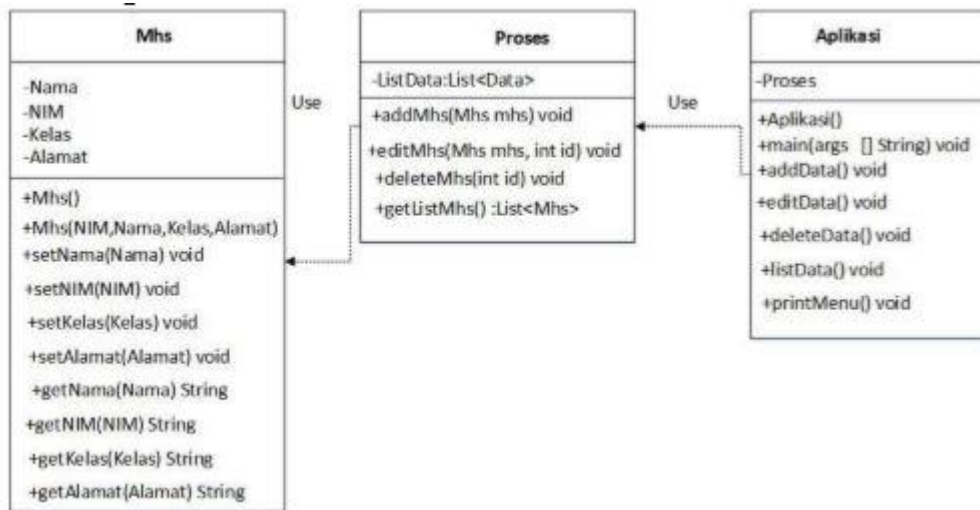 Mhs
-Nama
-NIM
-Kelas
-Alamat
+Mhs()
+Mhs(NIM,Nama,Kelas,Alamat)
+setNama(Nama) void
+setNIM(NIM) void
+setKelas(Kelas) void
+setAlamat(Alamat) void
+getNama(Nama) String
+getNIM(NIM) String
+getKelas(Kelas) String
+getAlamat(Alamat) String
Use
Proses
-ListData:List<Data>
+addMhs(Mhs mhs) void
+editMhs(Mhs mhs, int id) void
+deleteMhs(int id) void
+getListMhs() :List<Mhs>
Use
Aplikasi
-Proses
+Aplikasi()
+main(args [] String) void
+addData() void
+editData() void
+deleteData() void
+listData() void
+printMenu() void